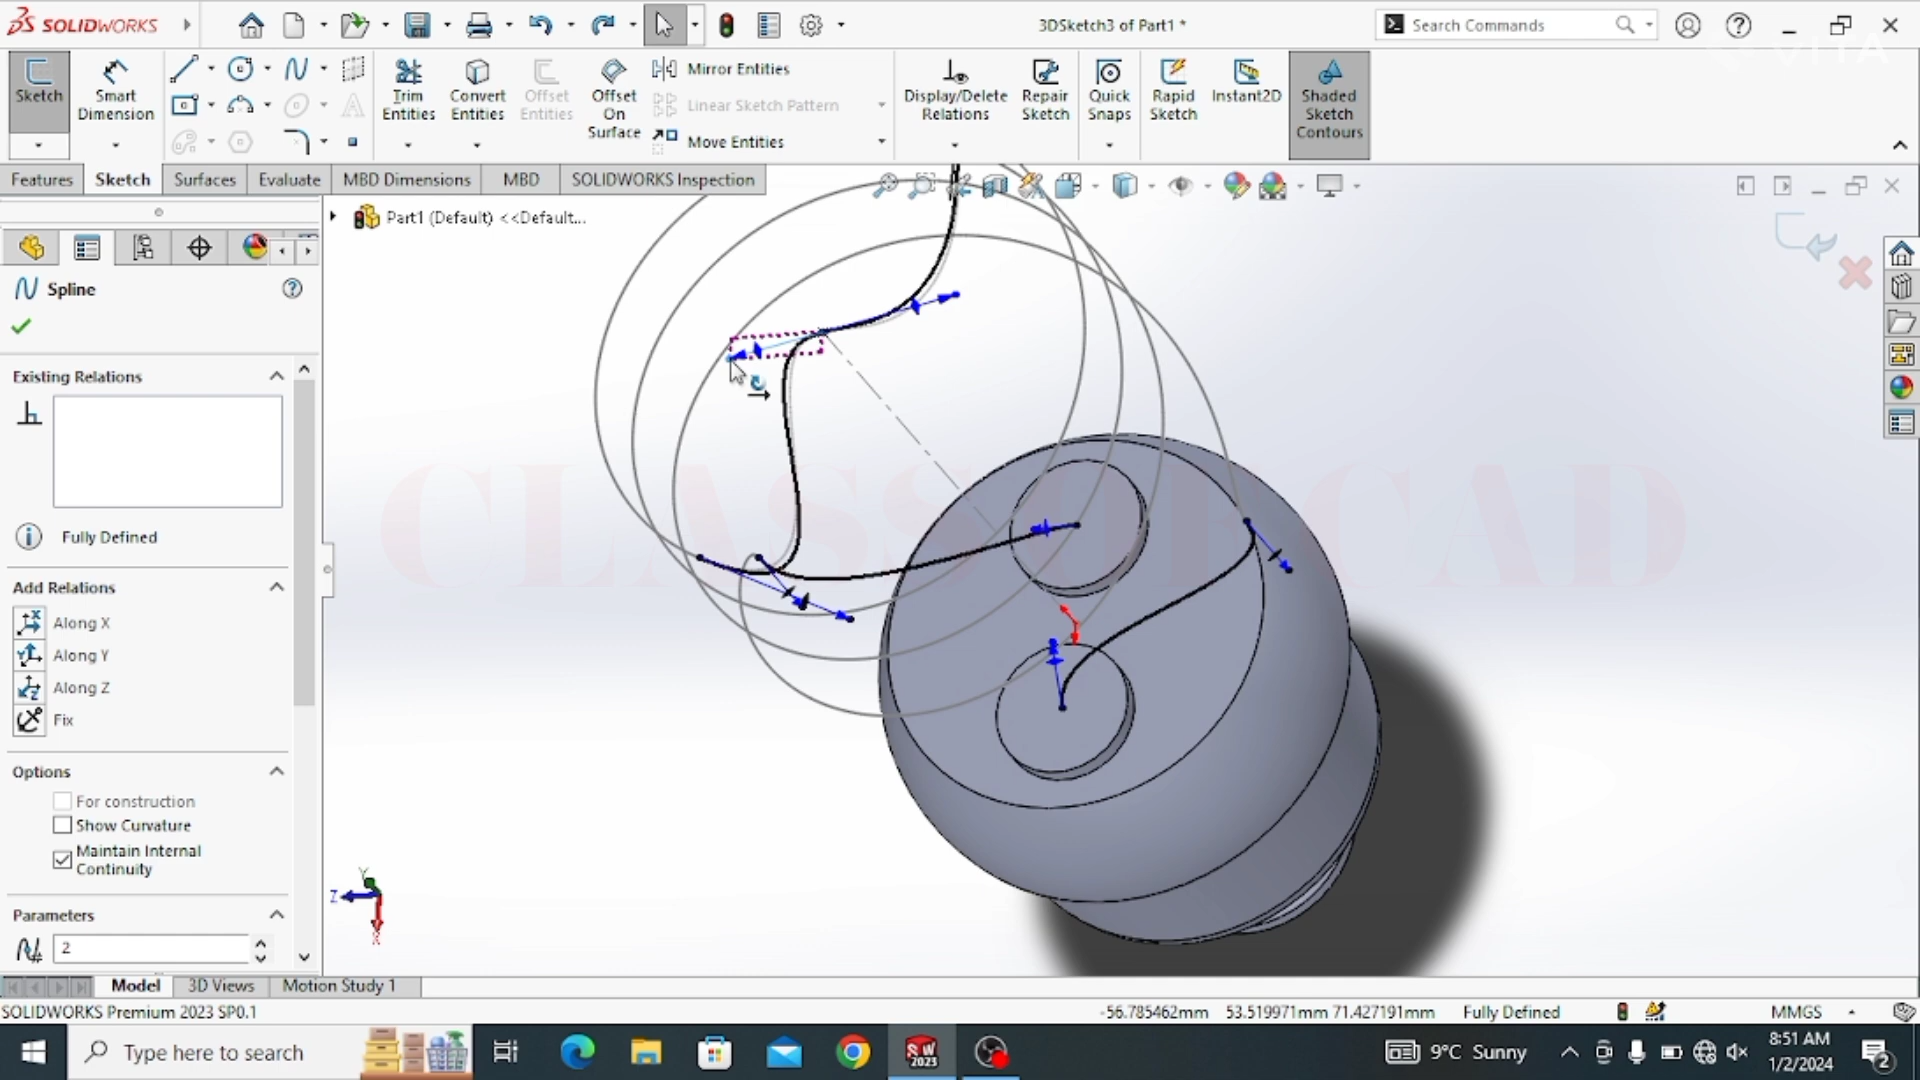 SOLIDWORKS
3DSketch3 of Part1 *
Search Commands
VITA
Sketch
Smart Dimension
Trim Entities
Convert Entities
Offset Entities
Offset On Surface
Mirror Entities
Linear Sketch Pattern
Move Entities
Display/Delete Relations
Repair Sketch
Quick Snaps
Rapid Sketch
Instant2D
Shaded Sketch Contours
Features
Sketch
Surfaces
Evaluate
MBD Dimensions
MBD
SOLIDWORKS Inspection
Part1 (Default) <<Default...
Spline
Existing Relations
Fully Defined
Add Relations
Along X
Along Y
Along Z
Fix
Options
For construction
Show Curvature
Maintain Internal Continuity
Parameters
2
Y
Z
X
Model
3D Views
Motion Study 1
SOLIDWORKS Premium 2023 SP0.1
-56.785462mm
53.519971mm 71.427191mm
Fully Defined
MMGS
Type here to search
SW 2023
9°C Sunny
8:51 AM
1/2/2024
2